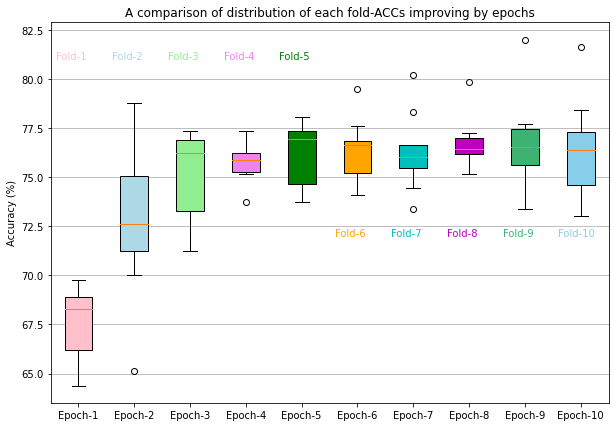 A comparison of distribution of each fold-ACCs improving by epochs
82.5
Fold-1 Fold-2 Fold-3 Fold-4 Fold-5
80.0
77.5
75.0
72.5
Fold-6 Fold-7 Fold-8 Fold-9 Fold-10
70.0
67.5
65.0
Accuracy (%)
Epoch-1 Epoch-2 Epoch-3 Epoch-4 Epoch-5 Epoch-6 Epoch-7 Epoch-8 Epoch-9 Epoch-10